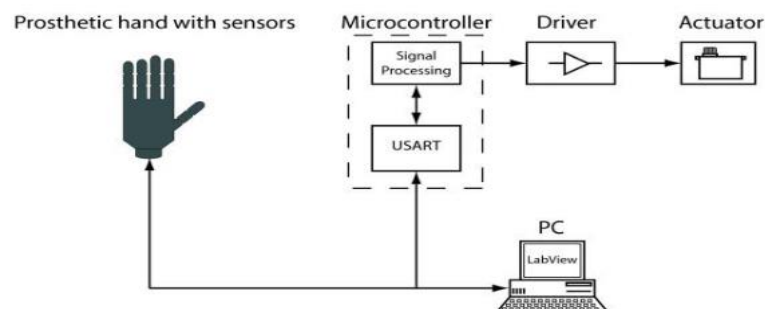 Prosthetic hand with sensors
Microcontroller
Driver
Actuator
Signal
Processing
USART
PC
LabView